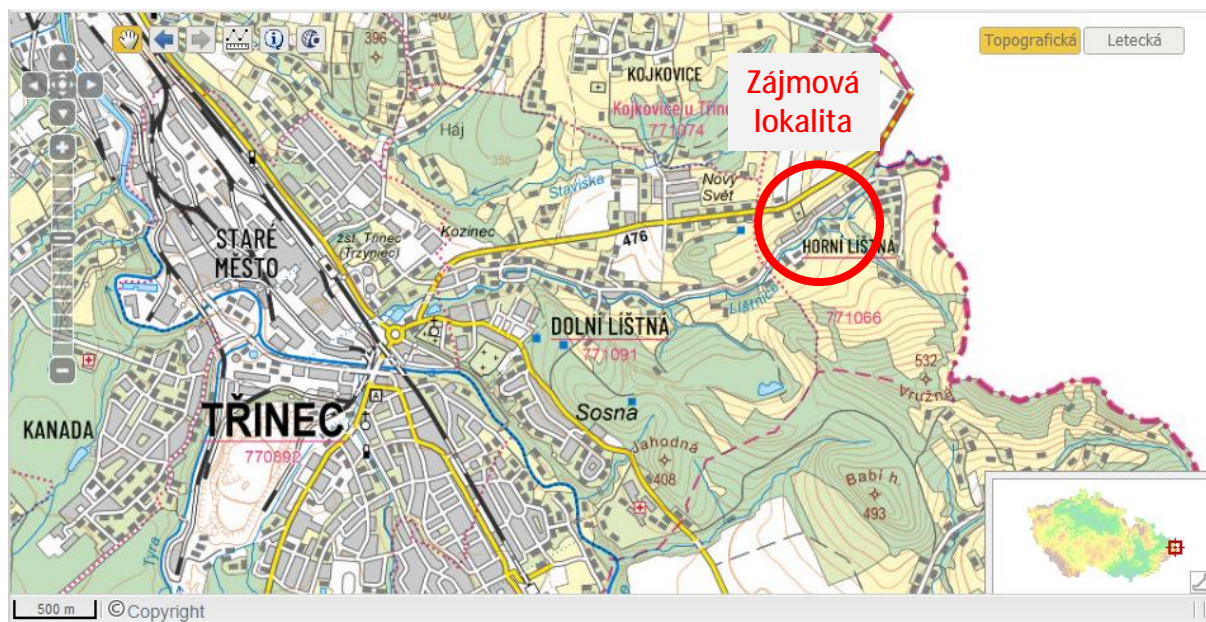 Topografická
Letecká
396
KOJKOVICE
Kojkovice u Třin
771074
Zájmová
lokalita
Háj
350
Staviska
Nový
Svět
STARÉ
MĚSTO
zst. Třinec
(Trzyniec)
Kozinec
476
HORNÍ LÍŠTNÁ
Líštnice
771066
DOLNÍ LÍŠTNÁ
771091
532
Vružná
Sosna
TŘINEC
KANADA
770892
Jahodná
408
Babí h.
493
Tyra
500 m
©Copyright